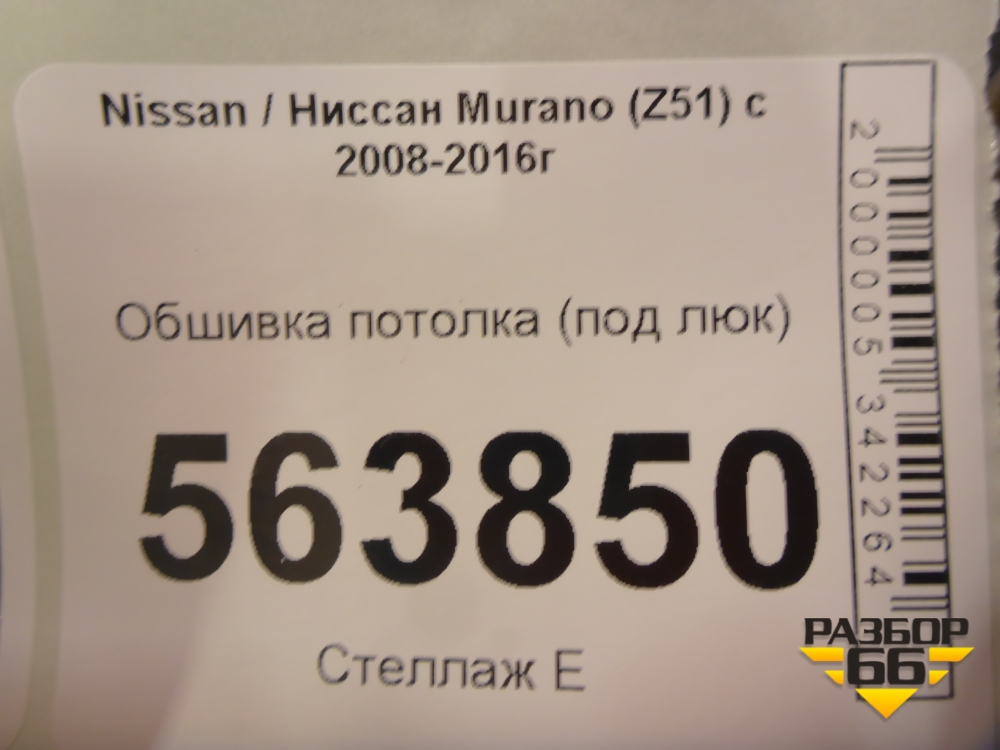 Nissan / Ниссан Murano (Z51) с
2008-2016г
Обшивка потолка (под люк)
563850
Стеллаж Е
2000005342264
РАЗБОР
66